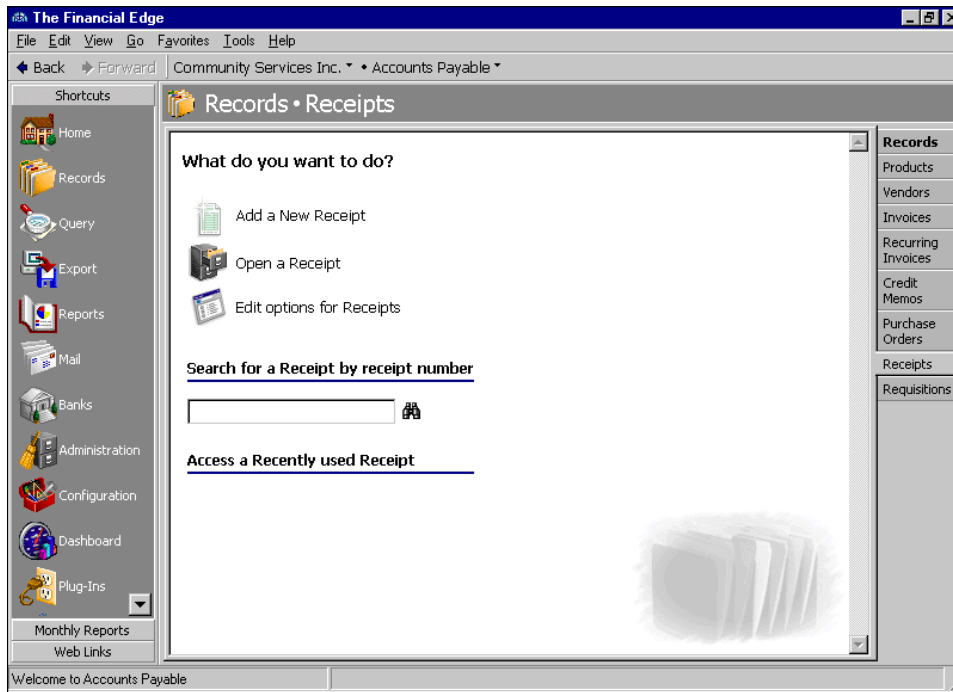 The Financial Edge
File Edit View Go Favorites Tools Help
Back Forward Community Services Inc. • Accounts Payable
Shortcuts
Home
Records
Query
Export
Reports
Mail
Banks
Administration
Configuration
Dashboard
Plug-Ins
Monthly Reports
Web Links
Records • Receipts
What do you want to do?
Add a New Receipt
Open a Receipt
Edit options for Receipts
Search for a Receipt by receipt number
Access a Recently used Receipt
Records
Products
Vendors
Invoices
Recurring
Invoices
Credit
Memos
Purchase
Orders
Receipts
Requisitions
Welcome to Accounts Payable